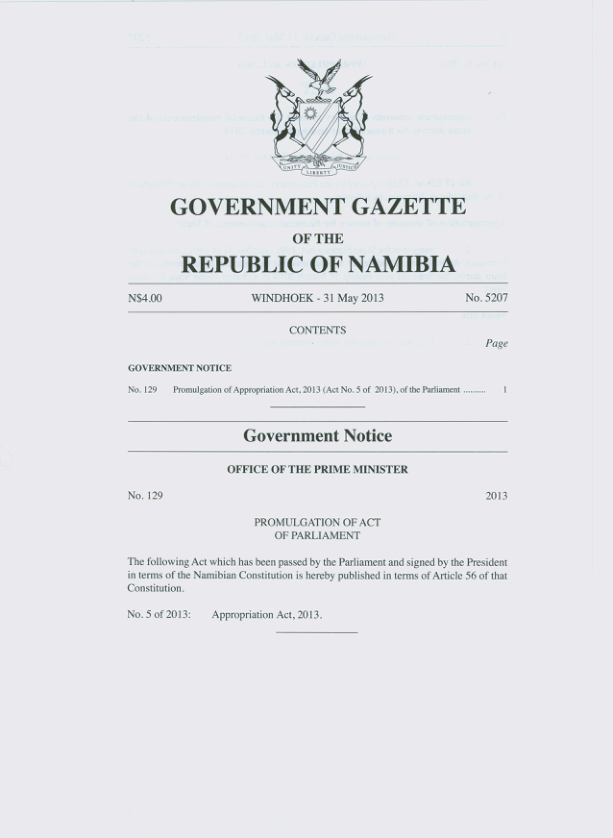 UNITY LIBERTY JUSTICE
GOVERNMENT GAZETTE
OF THE
REPUBLIC OF NAMIBIA
N$4.00 WINDHOEK - 31 May 2013 No. 5207
CONTENTS
Page
GOVERNMENT NOTICE
No. 129 Promulgation of Appropriation Act, 2013 (Act No. 5 of 2013), of the Parliament .......... 1
Government Notice
OFFICE OF THE PRIME MINISTER
No. 129 2013
PROMULGATION OF ACT
OF PARLIAMENT
The following Act which has been passed by the Parliament and signed by the President
in terms of the Namibian Constitution is hereby published in terms of Article 56 of that
Constitution.
No. 5 of 2013: Appropriation Act, 2013.